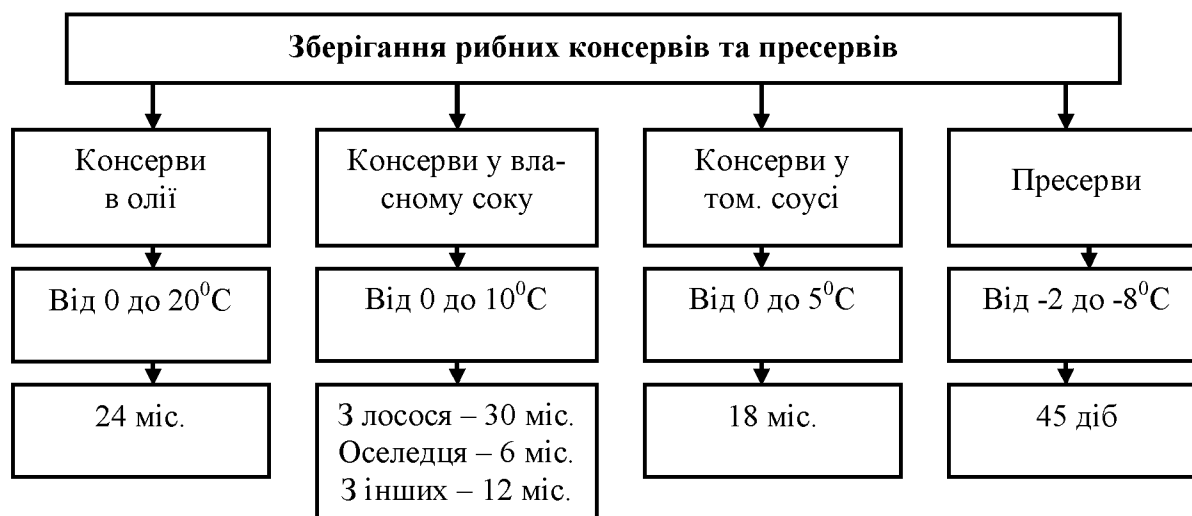 Зберігання рибних консервів та пресервів
Консерви
в олії
Консерви у вла-
сному соку
Консерви у
том. соусі
Пресерви
Від 0 до 20⁰С
Від 0 до 10⁰С
Від 0 до 5⁰С
Від -2 до -8⁰С
24 міс.
З лосося – 30 міс.
Оселедця – 6 міс.
З інших – 12 міс.
18 міс.
45 діб